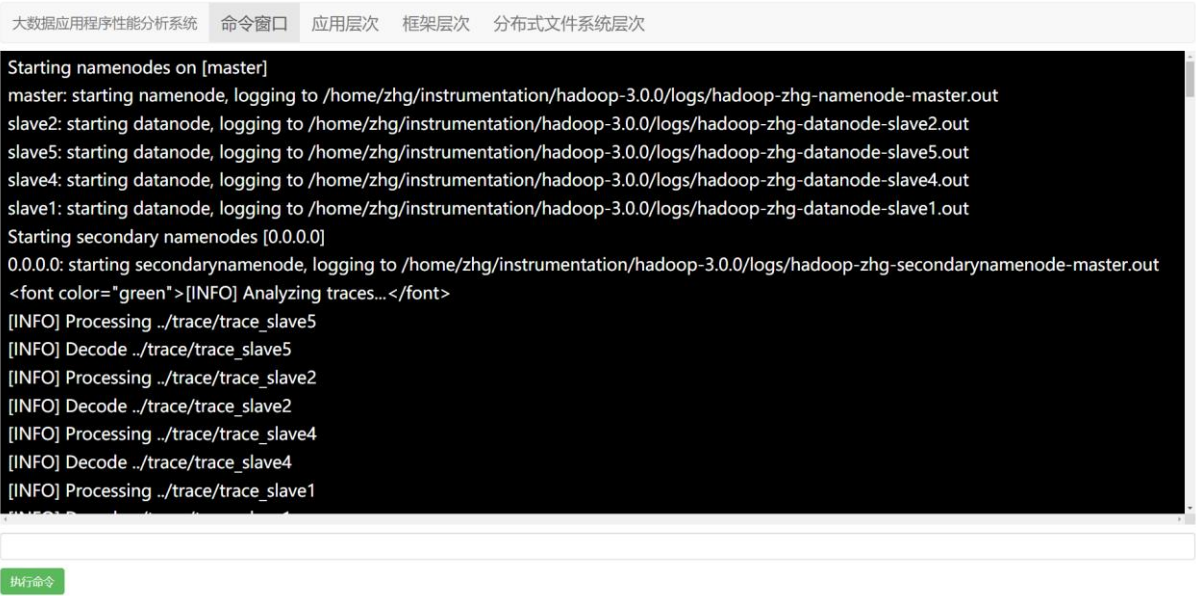 大数据应用程序性能分析系统 命令窗口 应用层次 框架层次 分布式文件系统层次
Starting namenodes on [master]
master: starting namenode, logging to /home/zhg/instrumentation/hadoop-3.0.0/logs/hadoop-zhg-namenode-master.out
slave2: starting datanode, logging to /home/zhg/instrumentation/hadoop-3.0.0/logs/hadoop-zhg-datanode-slave2.out
slave5: starting datanode, logging to /home/zhg/instrumentation/hadoop-3.0.0/logs/hadoop-zhg-datanode-slave5.out
slave4: starting datanode, logging to /home/zhg/instrumentation/hadoop-3.0.0/logs/hadoop-zhg-datanode-slave4.out
slave1: starting datanode, logging to /home/zhg/instrumentation/hadoop-3.0.0/logs/hadoop-zhg-datanode-slave1.out
Starting secondary namenodes [0.0.0.0]
0.0.0.0: starting secondarynamenode, logging to /home/zhg/instrumentation/hadoop-3.0.0/logs/hadoop-zhg-secondarynamenode-master.out
<font color="green">[INFO] Analyzing traces...</font>
[INFO] Processing ../trace/trace_slave5
[INFO] Decode ../trace/trace_slave5
[INFO] Processing ../trace/trace_slave2
[INFO] Decode ../trace/trace_slave2
[INFO] Processing ../trace/trace_slave4
[INFO] Decode ../trace/trace_slave4
[INFO] Processing ../trace/trace_slave1
执行命令